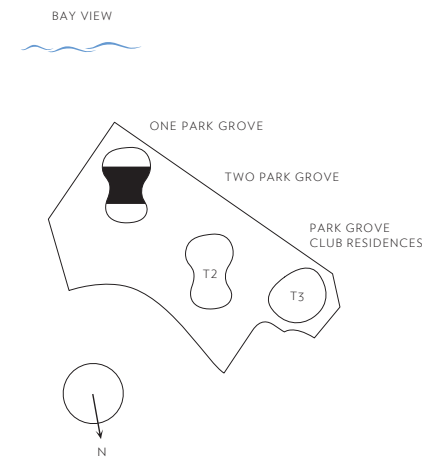 BAY VIEW
ONE PARK GROVE
TWO PARK GROVE
PARK GROVE
CLUB RESIDENCES
T2
T3
N